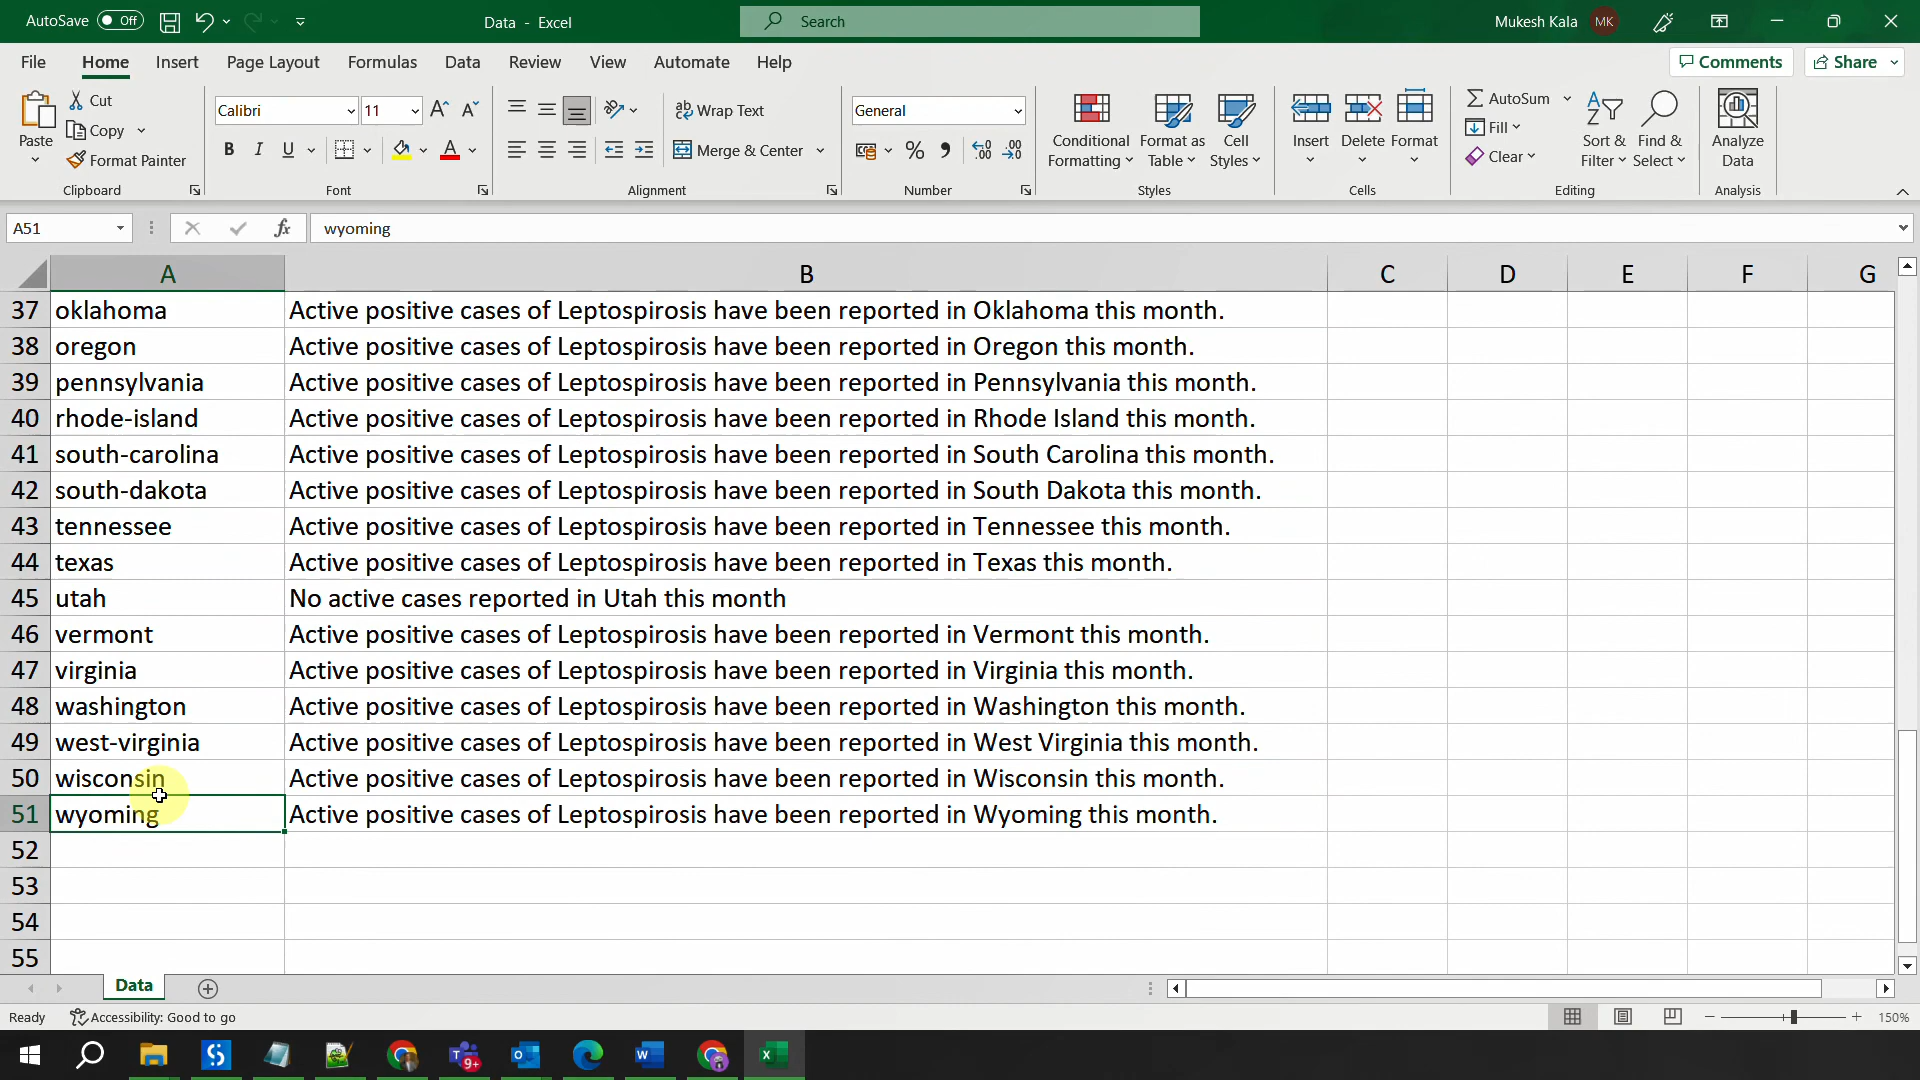 AutoSave Off
Data - Excel
Search
Mukesh Kala MK
File Home Insert Page Layout Formulas Data Review View Automate Help
Comments Share
Paste
Cut
Copy
Format Painter
Clipboard
Calibri 11
B I U
Font
Wrap Text
Merge & Center
Alignment
General
Number
Conditional Formatting
Format as Table
Cell Styles
Styles
Insert Delete Format
Cells
AutoSum
Fill
Clear
Sort & Filter
Find & Select
Editing
Analyze Data
Analysis
A51 fx wyoming
A B C D E F G
37 oklahoma Active positive cases of Leptospirosis have been reported in Oklahoma this month.
38 oregon Active positive cases of Leptospirosis have been reported in Oregon this month.
39 pennsylvania Active positive cases of Leptospirosis have been reported in Pennsylvania this month.
40 rhode-island Active positive cases of Leptospirosis have been reported in Rhode Island this month.
41 south-carolina Active positive cases of Leptospirosis have been reported in South Carolina this month.
42 south-dakota Active positive cases of Leptospirosis have been reported in South Dakota this month.
43 tennessee Active positive cases of Leptospirosis have been reported in Tennessee this month.
44 texas Active positive cases of Leptospirosis have been reported in Texas this month.
45 utah No active cases reported in Utah this month
46 vermont Active positive cases of Leptospirosis have been reported in Vermont this month.
47 virginia Active positive cases of Leptospirosis have been reported in Virginia this month.
48 washington Active positive cases of Leptospirosis have been reported in Washington this month.
49 west-virginia Active positive cases of Leptospirosis have been reported in West Virginia this month.
50 wisconsin Active positive cases of Leptospirosis have been reported in Wisconsin this month.
51 wyoming Active positive cases of Leptospirosis have been reported in Wyoming this month.
52
53
54
55
Data
Ready Accessibility: Good to go 150%
9+